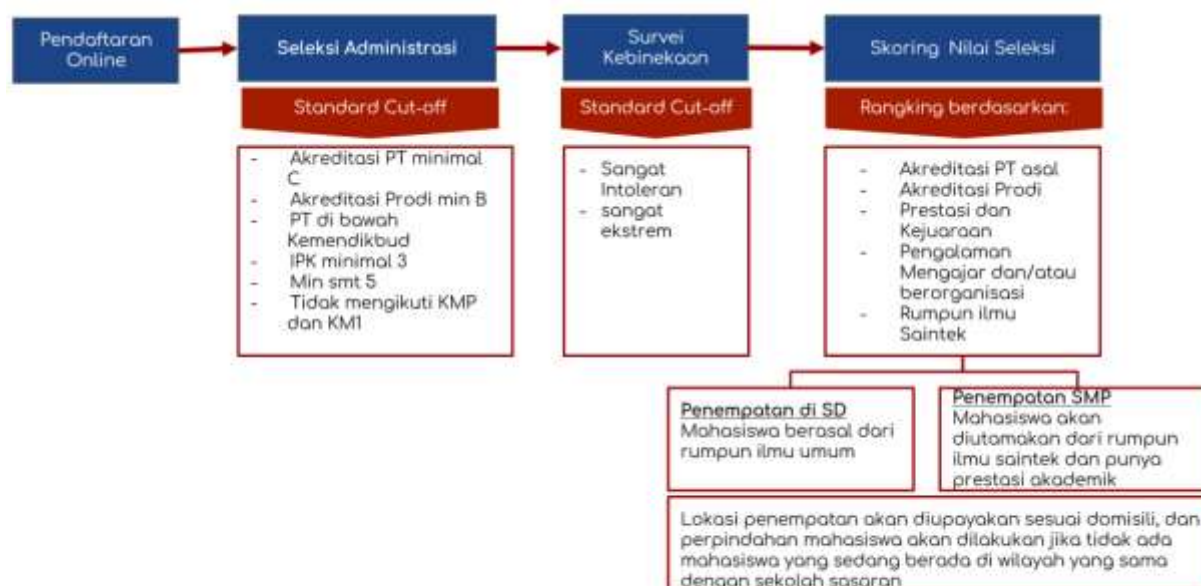 Pendaftaran
Online
Seleksi Administrasi
Survei
Kebinekaan
Skoring Nilai Seleksi
Standard Cut-off
Standard Cut-off
Rangking berdasarkan:
- Akreditasi PT minimal
C
- Akreditasi Prodi min B
- PT di bawah
Kemendikbud
- IPK minimal 3
- Min smt 5
- Tidak mengikuti KMP
dan KM1
- Sangat
Intoleran
- sangat
ekstrem
- Akreditasi PT asal
- Akreditasi Prodi
- Prestasi dan
Kejuaraan
- Pengalaman
Mengajar dan/atau
berorganisasi
- Rumpun ilmu
Saintek
Penempatan di SD
Mahasiswa berasal dari
rumpun ilmu umum
Penempatan SMP
Mahasiswa akan
diutamakan dari rumpun
ilmu saintek dan punya
prestasi akademik
Lokasi penempatan akan diupayakan sesuai domisili, dan
perpindahan mahasiswa akan dilakukan jika tidak ada
mahasiswa yang sedang berada di wilayah yang sama
dengan sekolah sasaran